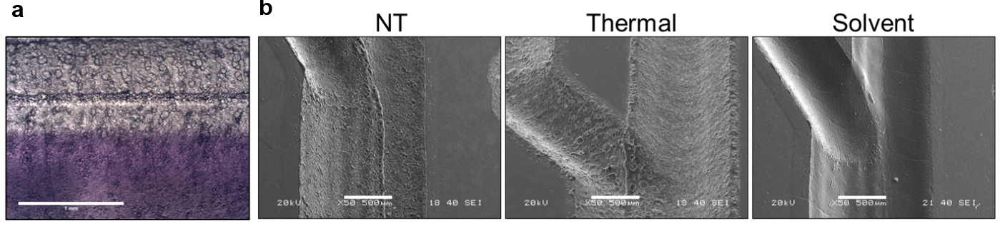 a
b
NT
Thermal
Solvent
1 mm
20kV X50 500µm 18 40 SEI
20kV X50 500µm 18 40 SEI
20kV X50 500µm 21 40 SEI